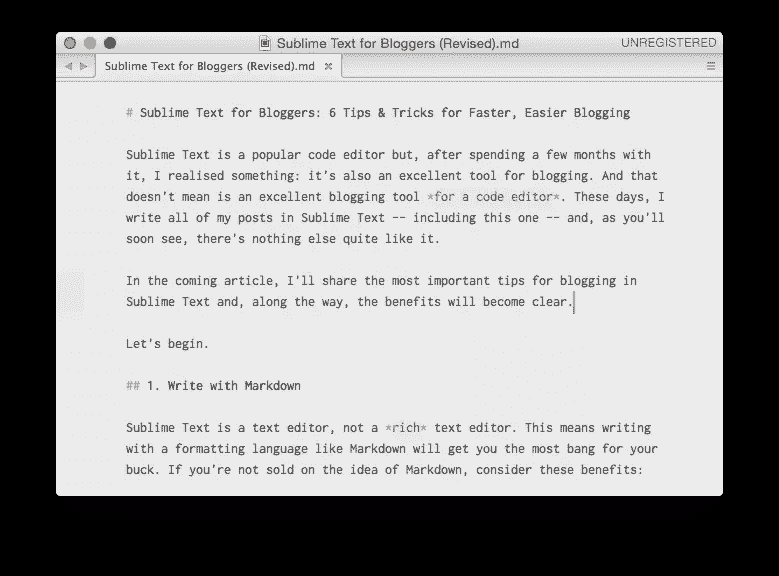 Sublime Text for Bloggers (Revised).md
UNREGISTERED
Sublime Text for Bloggers (Revised).md
# Sublime Text for Bloggers: 6 Tips & Tricks for Faster, Easier Blogging
Sublime Text is a popular code editor but, after spending a few months with
it, I realised something: it's also an excellent tool for blogging. And that
doesn't mean is an excellent blogging tool *for a code editor*. These days, I
write all of my posts in Sublime Text -- including this one -- and, as you'll
soon see, there's nothing else quite like it.
In the coming article, I'll share the most important tips for blogging in
Sublime Text and, along the way, the benefits will become clear.
Let's begin.
## 1. Write with Markdown
Sublime Text is a text editor, not a *rich* text editor. This means writing
with a formatting language like Markdown will get you the most bang for your
buck. If you're not sold on the idea of Markdown, consider these benefits: